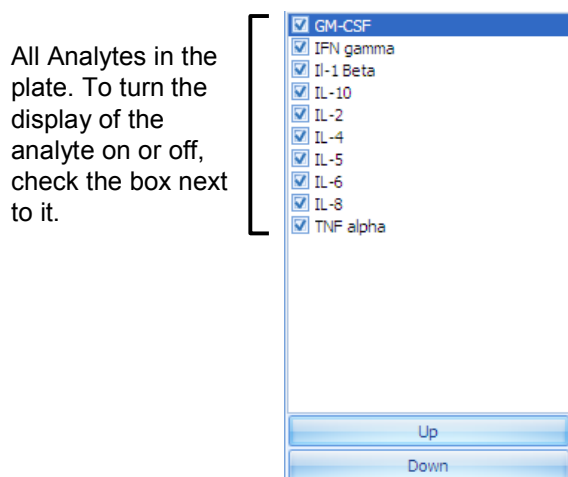 All Analytes in the
plate. To turn the
display of the
analyte on or off,
check the box next
to it.
GM-CSF
IFN gamma
Il-1 Beta
IL-10
IL-2
IL-4
IL-5
IL-6
IL-8
TNF alpha
Up
Down